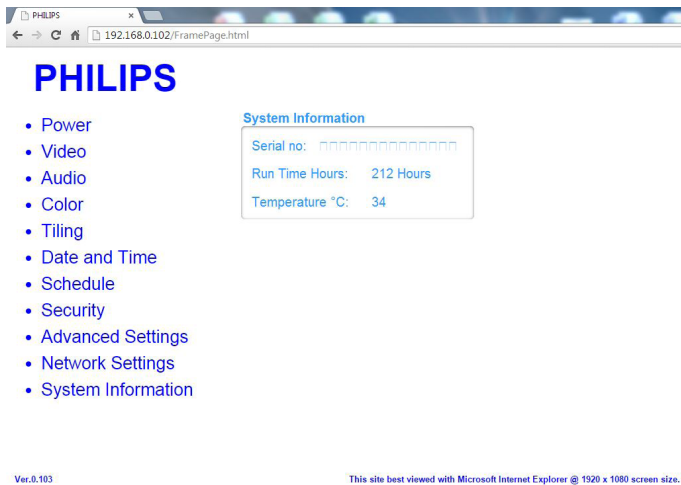 PHILIPS
192.168.0.102/FramePage.html
PHILIPS
Power
Video
Audio
Color
Tiling
Date and Time
Schedule
Security
Advanced Settings
Network Settings
System Information
System Information
Serial no:
Run Time Hours: 212 Hours
Temperature °C: 34
Ver.0.103
This site best viewed with Microsoft Internet Explorer @ 1920 x 1080 screen size.